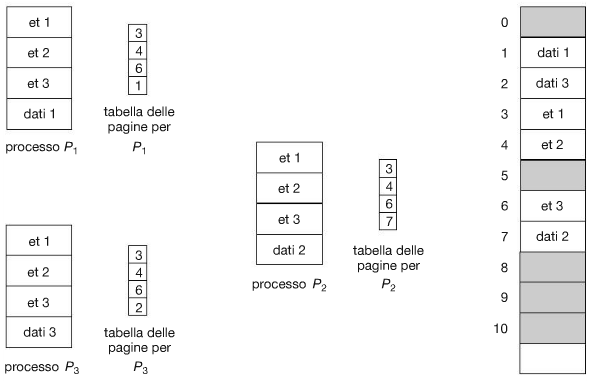 et 1
et 2
et 3
dati 1
processo P1
3
4
6
1
tabella delle
pagine per
P1
et 1
et 2
et 3
dati 2
processo P2
3
4
6
7
tabella delle
pagine per
P2
et 1
et 2
et 3
dati 3
processo P3
3
4
6
2
tabella delle
pagine per
P3
0
1 dati 1
2 dati 3
3 et 1
4 et 2
5
6 et 3
7 dati 2
8
9
10